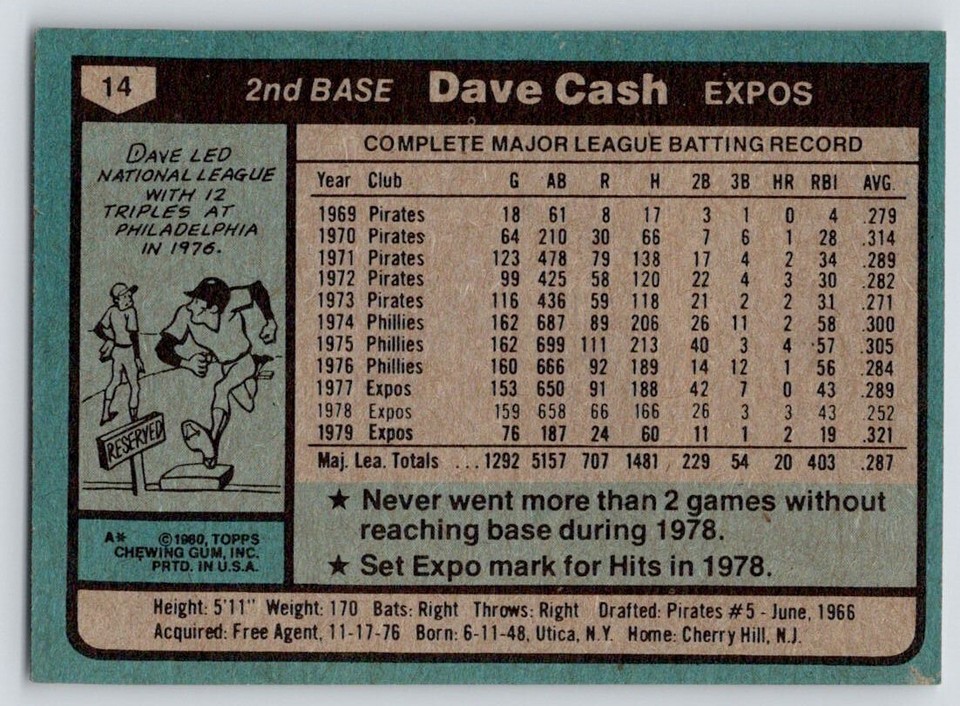 14 2nd BASE Dave Cash EXPOS
DAVE LED
NATIONAL LEAGUE
WITH 12
TRIPLES AT
PHILADELPHIA
IN 1976.
RESERVED
A* ©1980, TOPPS
CHEWING GUM, INC.
PRTD. IN U.S.A.
COMPLETE MAJOR LEAGUE BATTING RECORD
Year Club G AB R H 2B 3B HR RBI AVG.
1969 Pirates 18 61 8 17 3 1 0 4 .279
1970 Pirates 64 210 30 66 7 6 1 28 .314
1971 Pirates 123 478 79 138 17 4 2 34 .289
1972 Pirates 99 425 58 120 22 4 3 30 .282
1973 Pirates 116 436 59 118 21 2 2 31 .271
1974 Phillies 162 687 89 206 26 11 2 58 .300
1975 Phillies 162 699 111 213 40 3 4 57 .305
1976 Phillies 160 666 92 189 14 12 1 56 .284
1977 Expos 153 650 91 188 42 7 0 43 .289
1978 Expos 159 658 66 166 26 3 3 43 .252
1979 Expos 76 187 24 60 11 1 2 19 .321
Maj. Lea. Totals ...1292 5157 707 1481 229 54 20 403 .287
★ Never went more than 2 games without
reaching base during 1978.
★ Set Expo mark for Hits in 1978.
Height: 5'11" Weight: 170 Bats: Right Throws: Right Drafted: Pirates #5 - June, 1966
Acquired: Free Agent, 11-17-76 Born: 6-11-48, Utica, N.Y. Home: Cherry Hill, N.J.